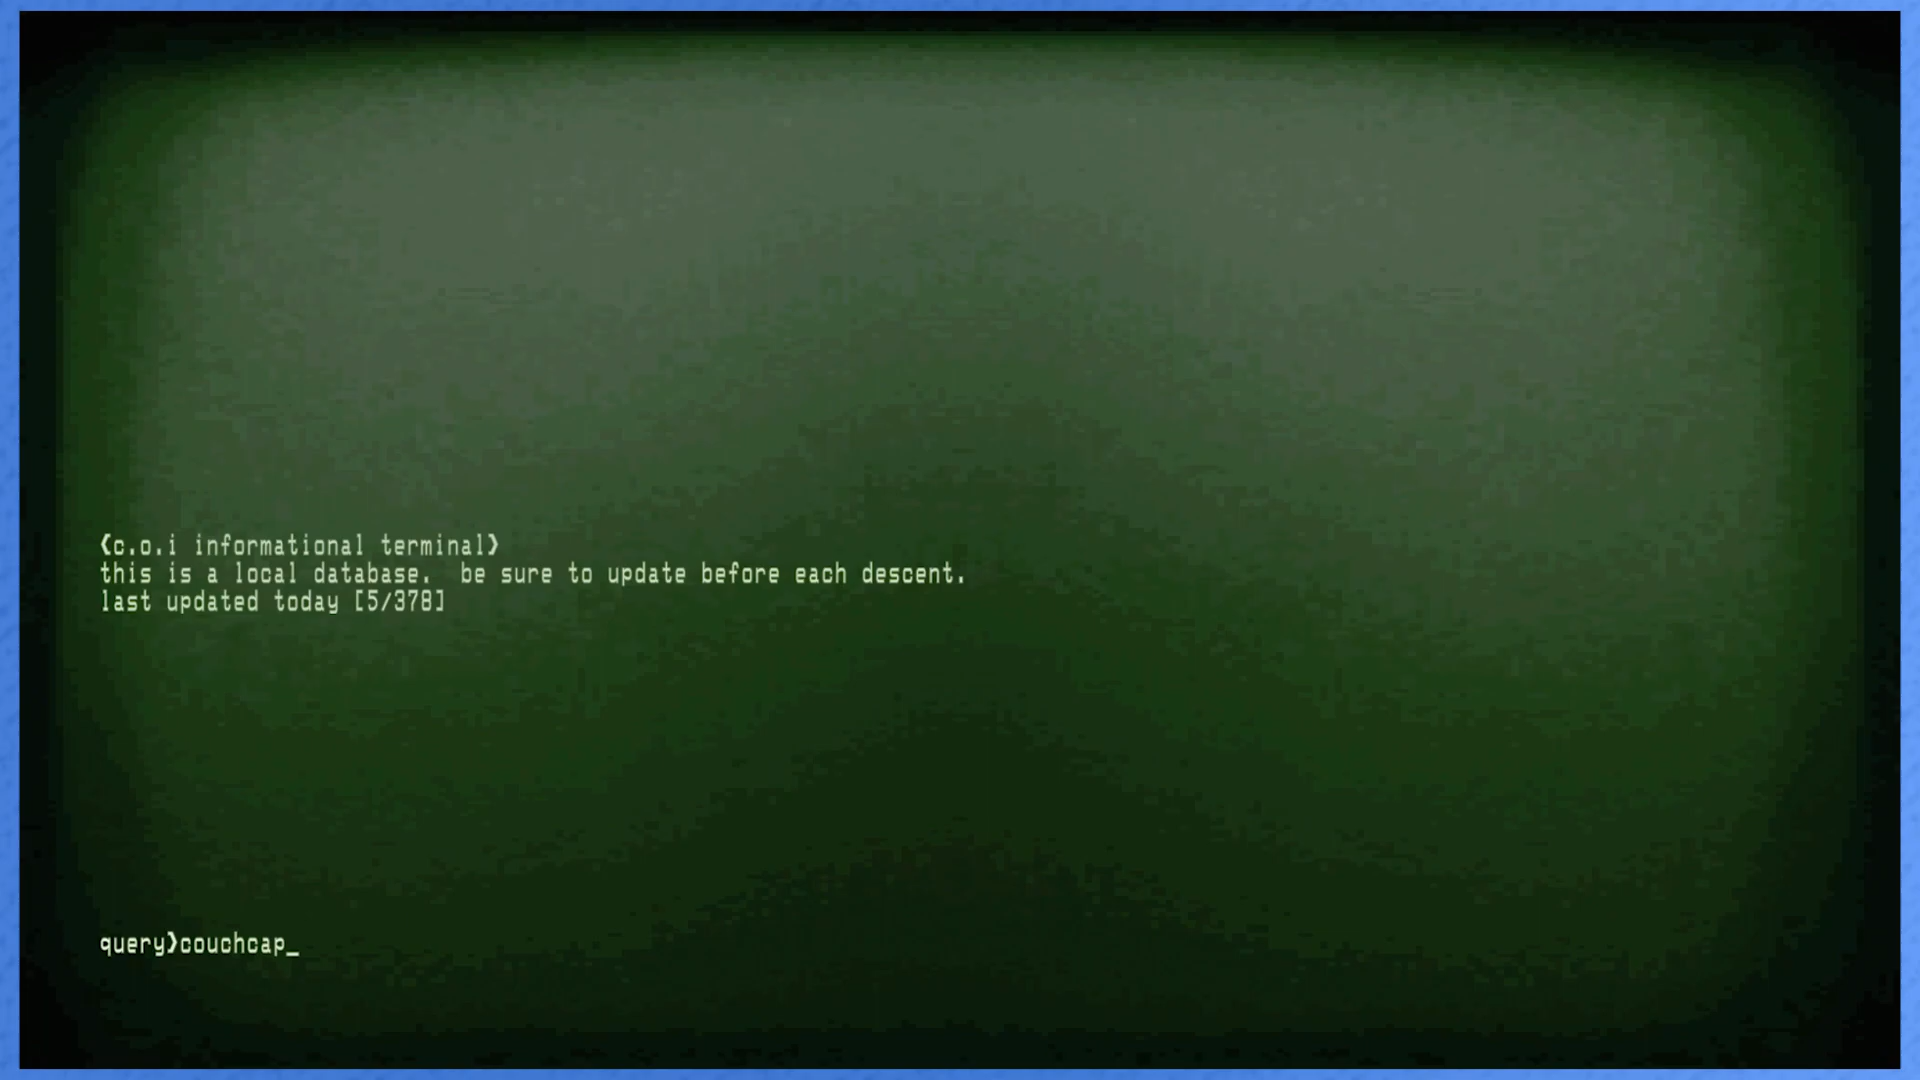 {c.o.i informational terminal}
this is a local database.  be sure to update before each descent.
last updated today [5/378]
query}couchcap_